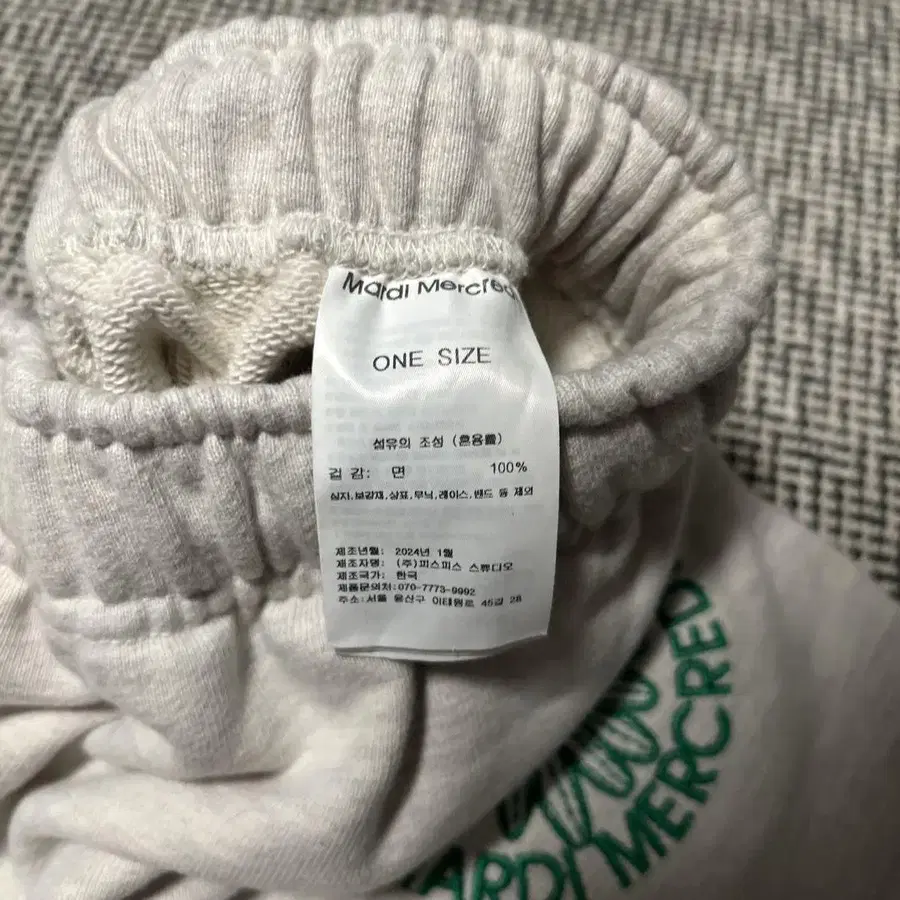 Mardi Mercredi
ONE SIZE
섬유의 조성 (혼용률)
겉 감: 면 100%
심지,보강재,상표,무늬,레이스,밴드 등 제외
제조년월: 2024년 1월
제조자명: (주)피스피스 스튜디오
제조국가: 한국
제품문의처:070-7773-9992
주소:서울 용산구 이태원로 45길 28
ARDI MERCRED